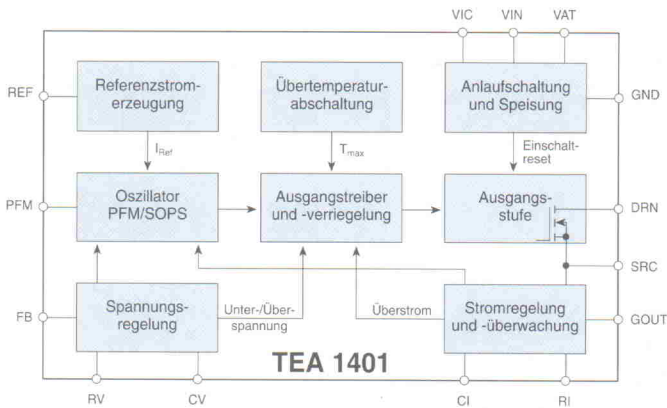 VIC VIN VAT
REF
Referenzstrom-
erzeugung
Übertemperatur-
abschaltung
Anlaufschaltung
und Speisung
GND
I Ref
T max
Einschalt-
reset
PFM
Oszillator
PFM/SOPS
Ausgangstreiber
und -verriegelung
Ausgangs-
stufe
DRN
SRC
FB
Spannungs-
regelung
Unter-/Über-
spannung
Überstrom
Stromregelung
und -überwachung
GOUT
TEA 1401
RV CV CI RI